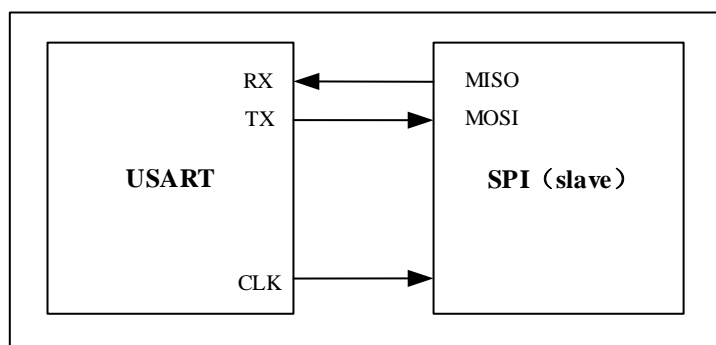 RX
MISO
TX
MOSI
USART
SPI（slave）
CLK